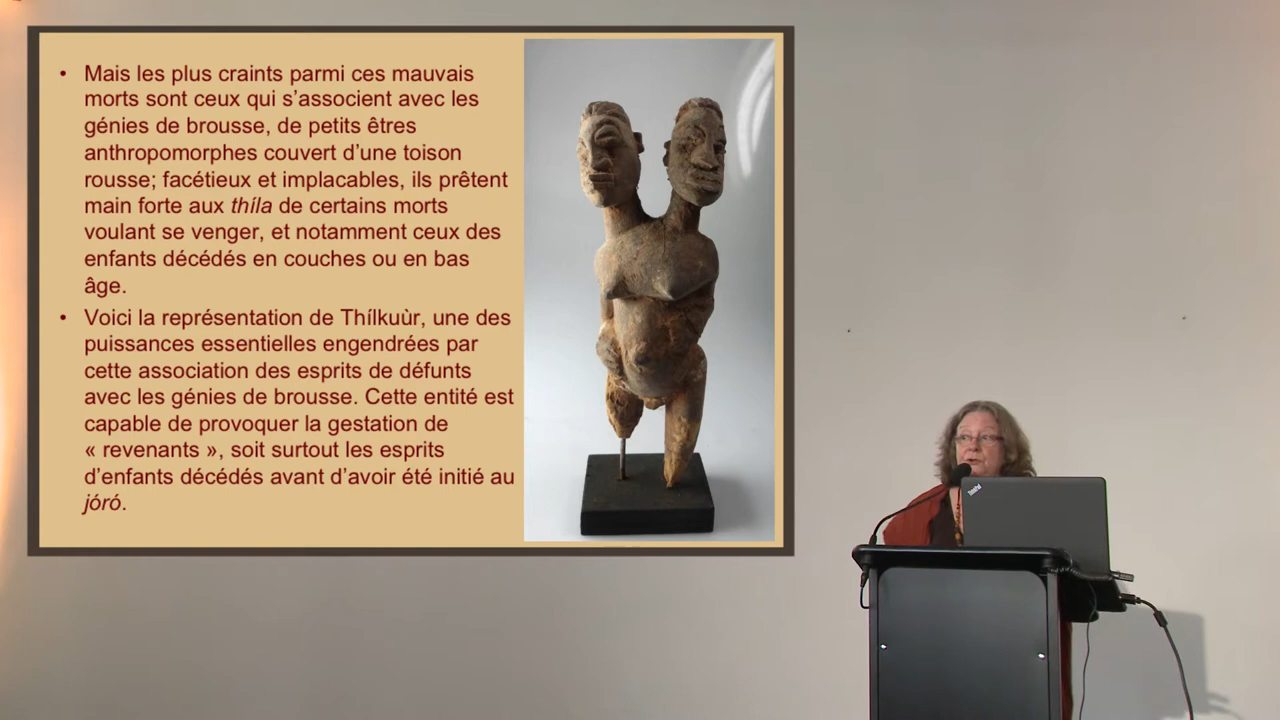 • Mais les plus craints parmi ces mauvais
morts sont ceux qui s’associent avec les
génies de brousse, de petits êtres
anthropomorphes couvert d’une toison
rousse; facétieux et implacables, ils prêtent
main forte aux thíla de certains morts
voulant se venger, et notamment ceux des
enfants décédés en couches ou en bas
âge.
• Voici la représentation de Thílkuùr, une des
puissances essentielles engendrées par
cette association des esprits de défunts
avec les génies de brousse. Cette entité est
capable de provoquer la gestation de
« revenants », soit surtout les esprits
d’enfants décédés avant d’avoir été initié au
jóró.
ThinkPad